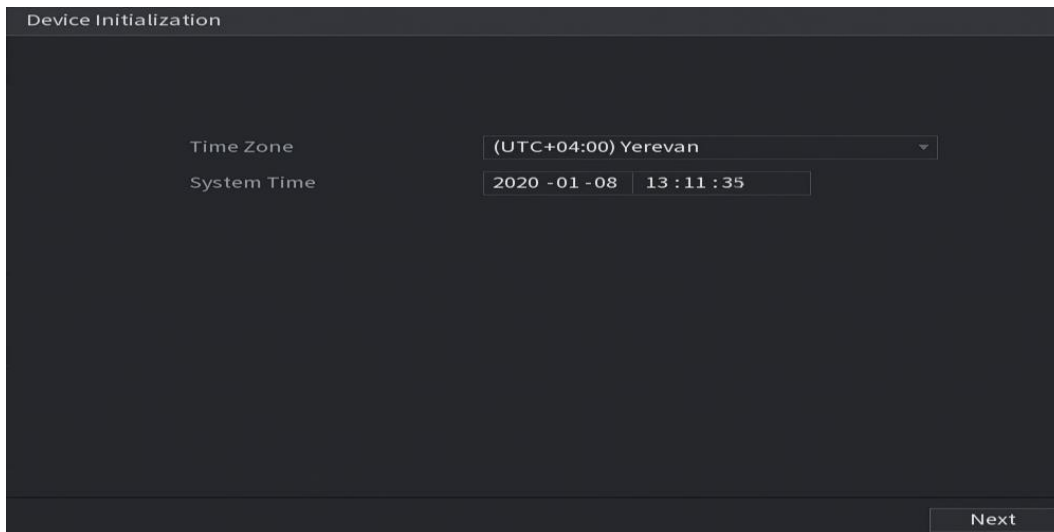 Device Initialization
Time Zone (UTC+04:00) Yerevan
System Time 2020 -01 -08 13 : 11 : 35
Next